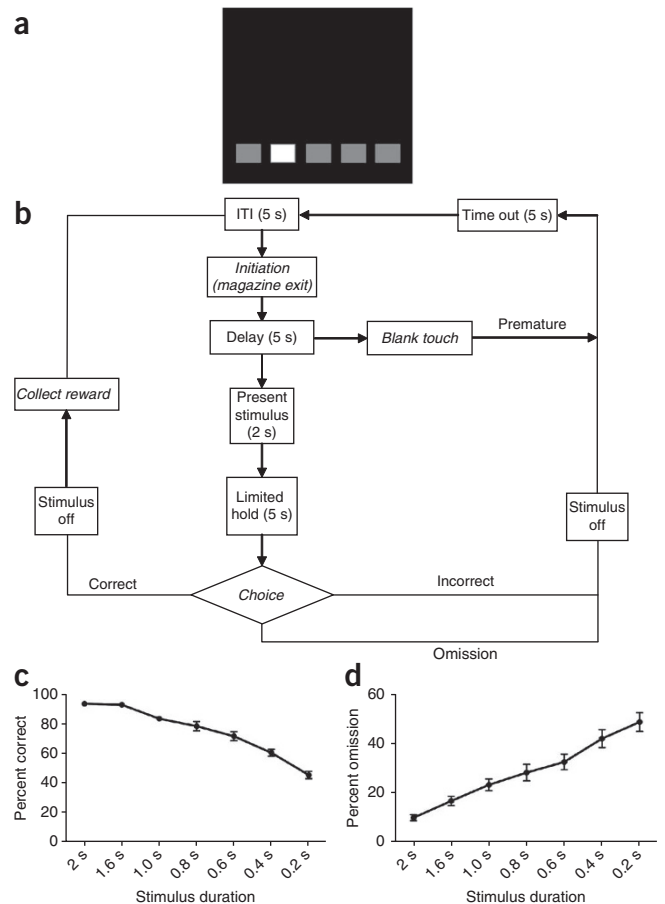 a
b
ITI (5 s)
Time out (5 s)
Initiation
(magazine exit)
Delay (5 s)
Blank touch
Premature
Collect reward
Present
stimulus
(2 s)
Stimulus
off
Limited
hold (5 s)
Stimulus
off
Correct
Choice
Incorrect
Omission
c
Percent correct
100
80
60
40
20
0
2 s
1.6 s
1.0 s
0.8 s
0.6 s
0.4 s
0.2 s
Stimulus duration
d
Percent omission
60
40
20
0
2 s
1.6 s
1.0 s
0.8 s
0.6 s
0.4 s
0.2 s
Stimulus duration